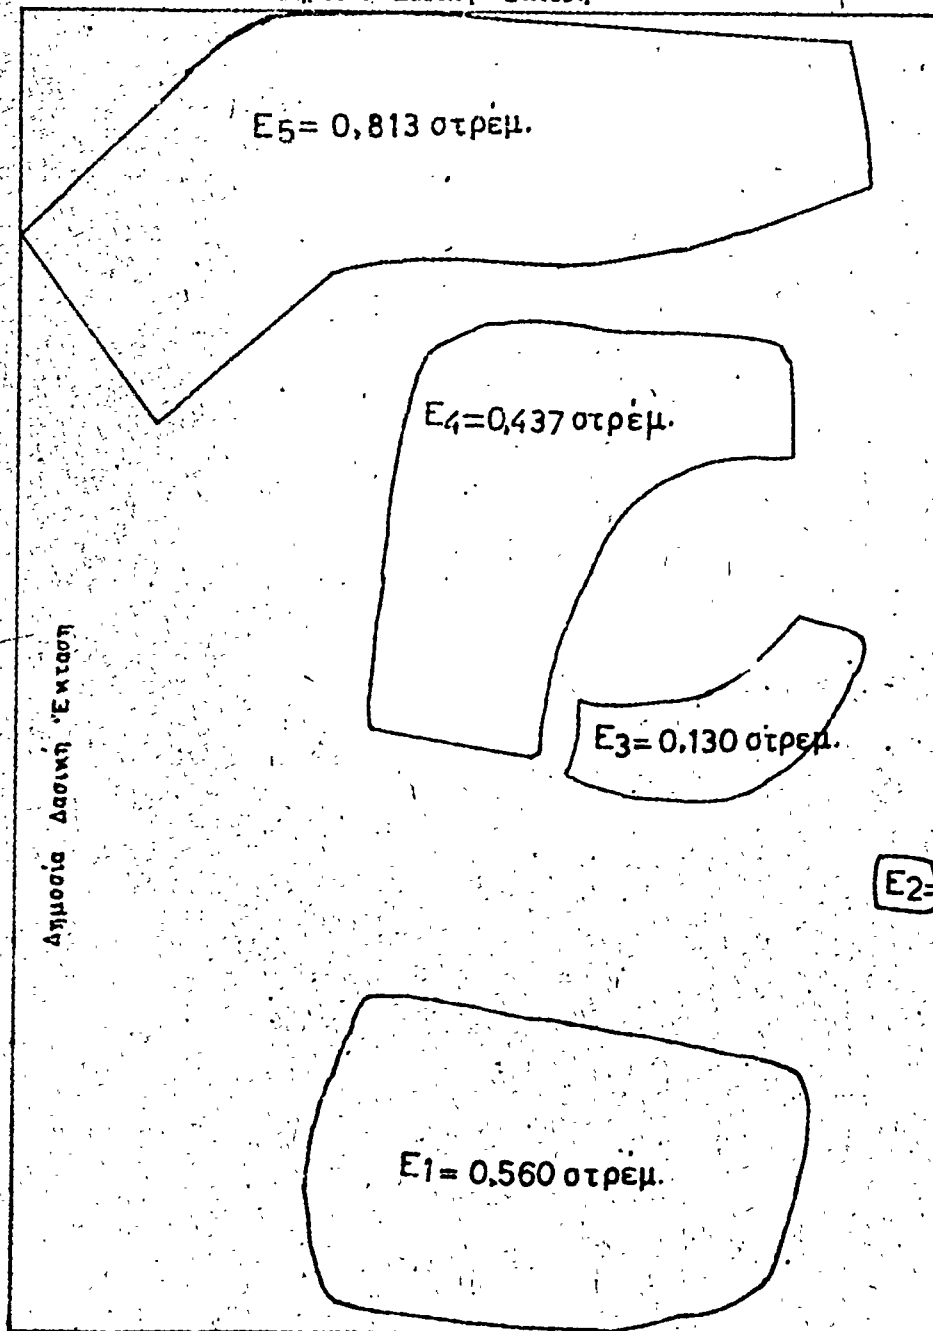 E5= 0,813 στρέμ.
E4=0,437 στρέμ.
Δημοσία Δασική Έκταση
E3= 0,130 στρεμ.
E2=
E1= 0,560 στρέμ.